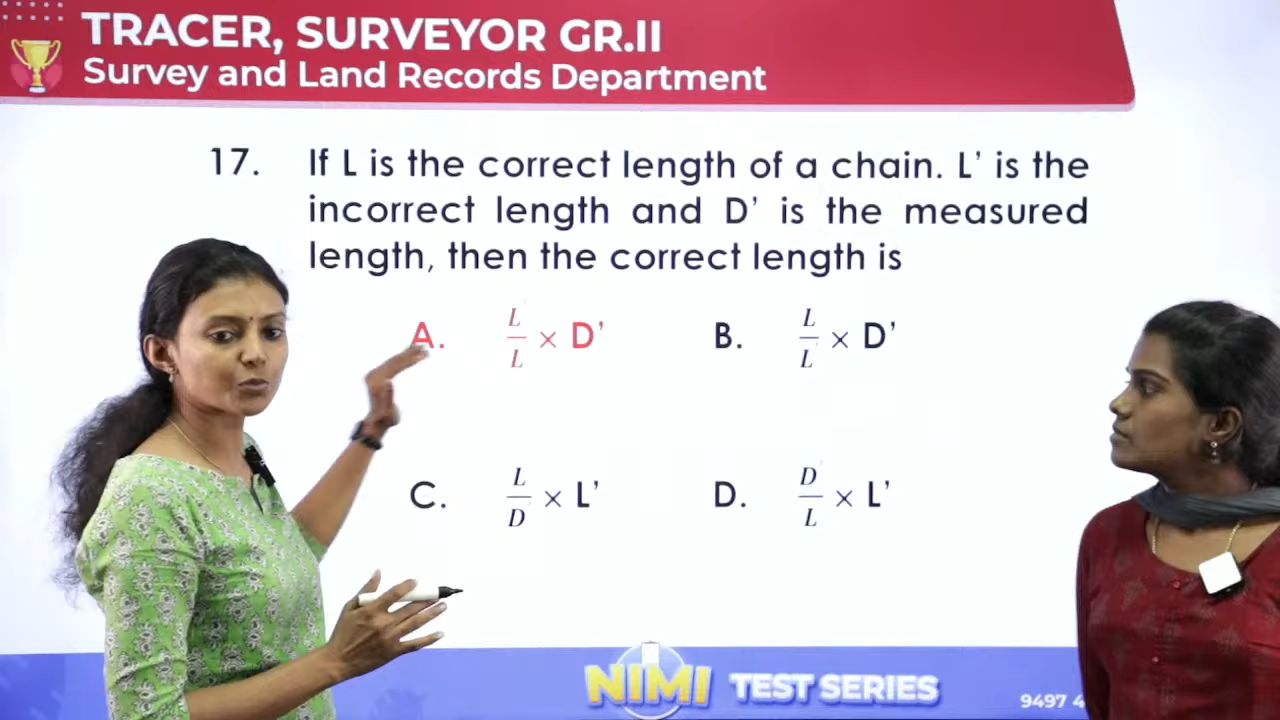 TRACER, SURVEYOR GR.II
Survey and Land Records Department
17. If L is the correct length of a chain. L' is the
incorrect length and D' is the measured
length, then the correct length is
A. L'/L × D' B. L/L' × D'
C. L/D' × L' D. D'/L × L'
NIMI TEST SERIES
9497 4